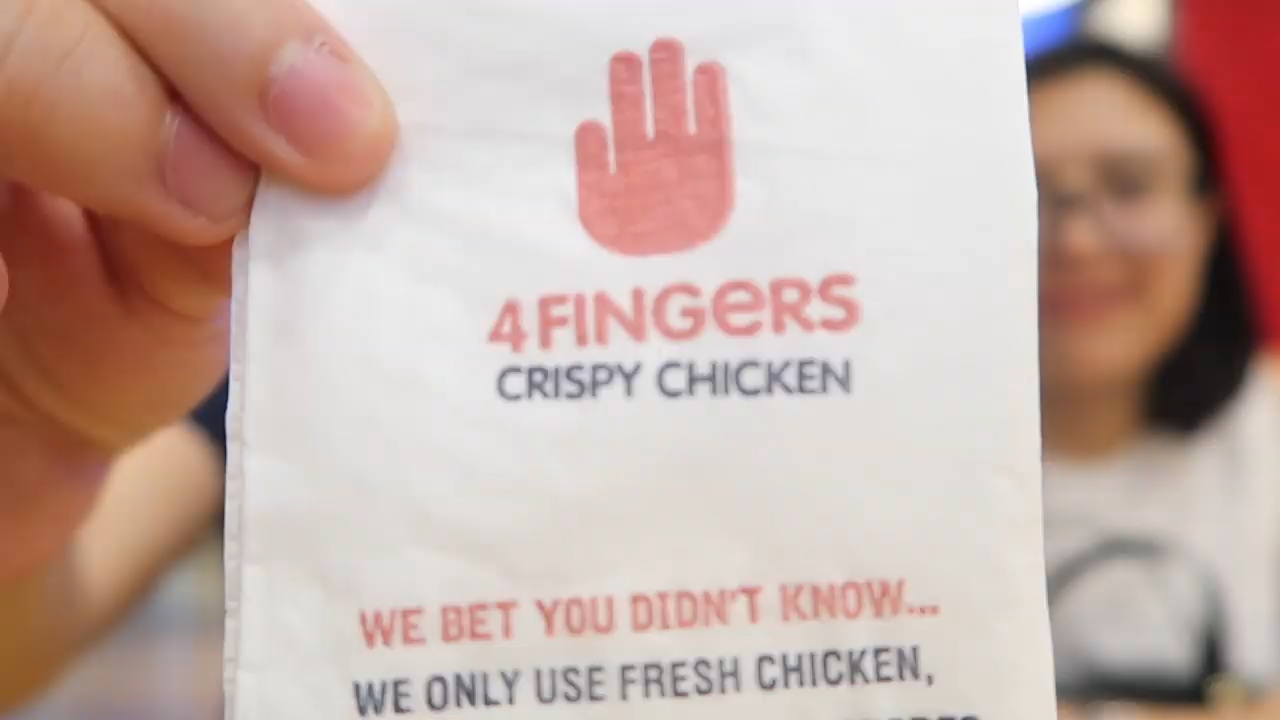 4FINGeRS
CRISPY CHICKEN
WE BET YOU DIDN'T KNOW...
WE ONLY USE FRESH CHICKEN,